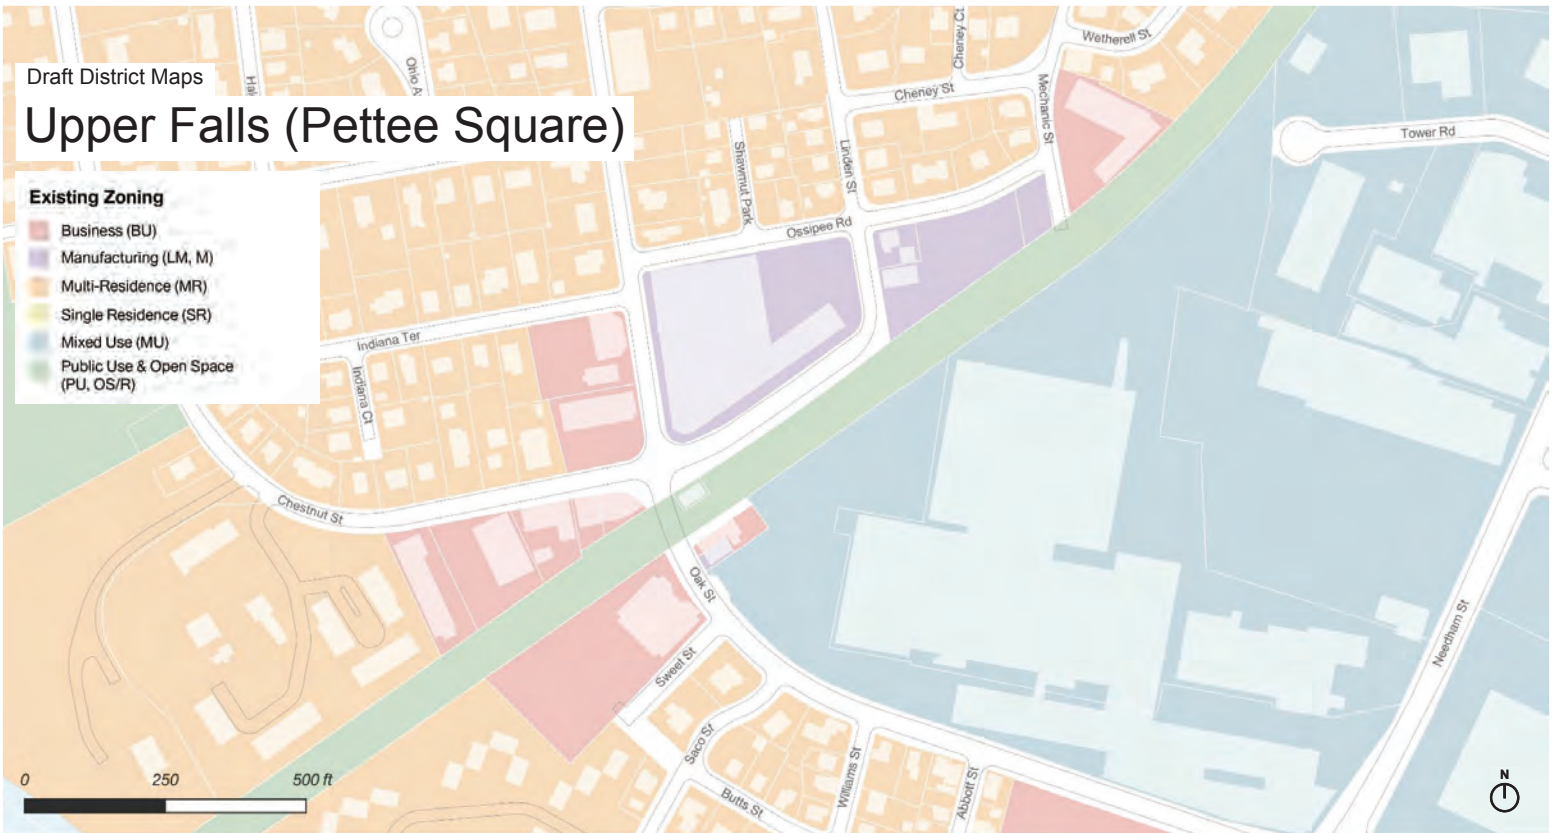 Draft District Maps
Upper Falls (Pettee Square)
Existing Zoning
Business (BU)
Manufacturing (LM, M)
Multi-Residence (MR)
Single Residence (SR)
Mixed Use (MU)
Public Use & Open Space
(PU, OS/R)
Ohio A
Cheney Ct
Wetherell St
Cheney St
Mechanic St
Tower Rd
Shawmut Park
Linden St
Ossipee Rd
Indiana Ter
Indiana Ct
Chestnut St
Oak St
Sweet St
Needham St
Saco St
Williams St
Abbott St
Butts St
0 250 500 ft
N